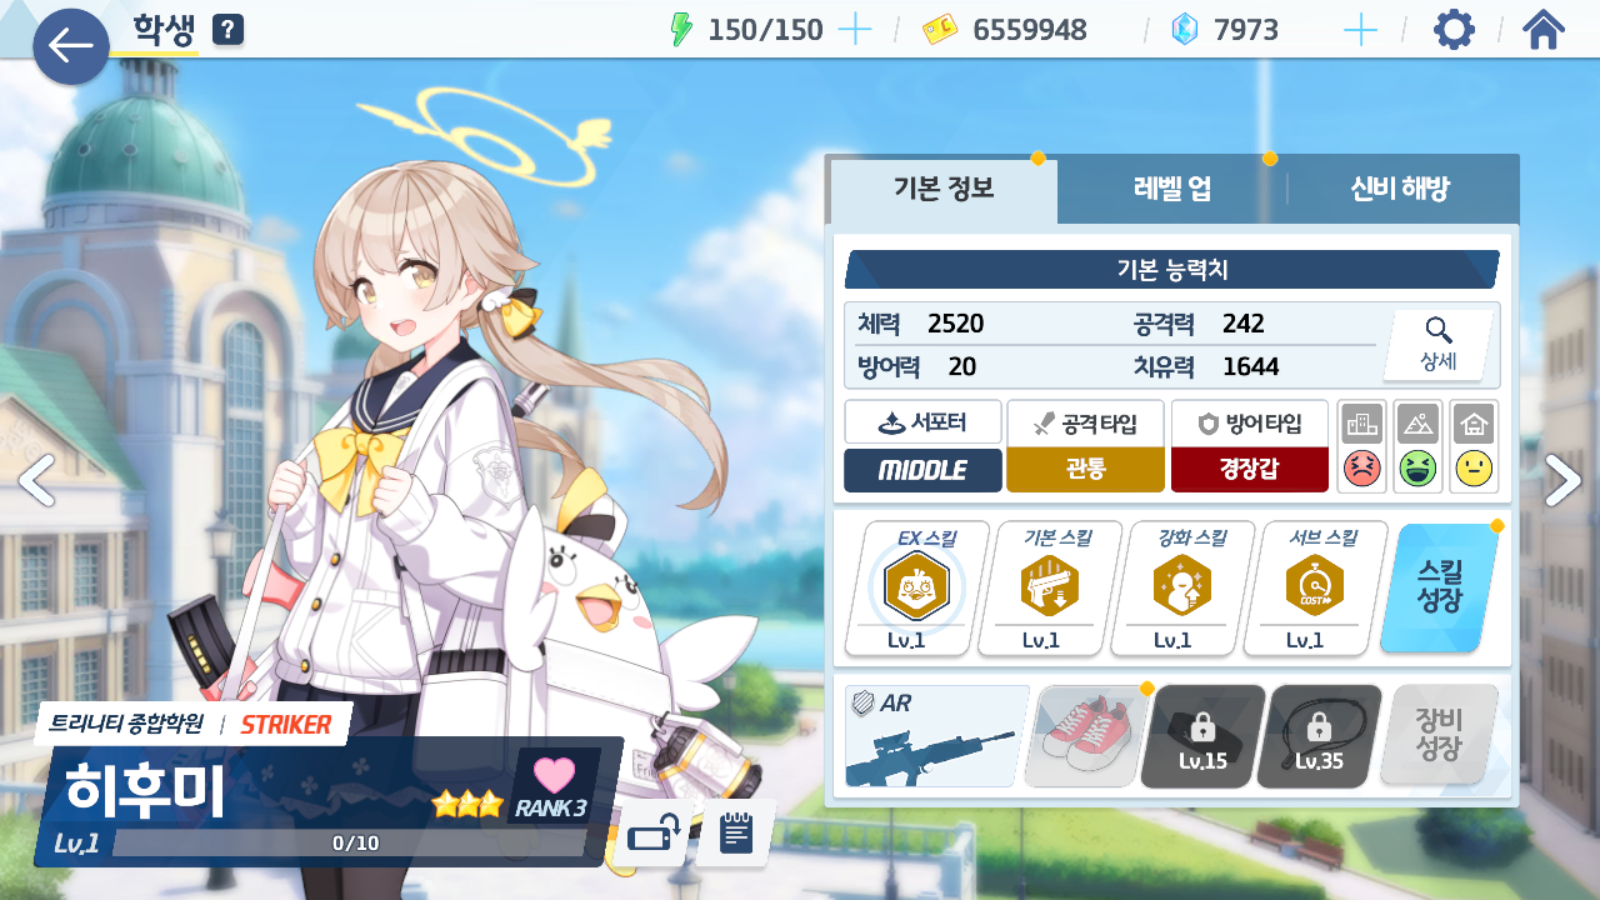 학생 ?
150/150
6559948
7973
기본 정보
레벨 업
신비 해방
기본 능력치
체력 2520
공격력 242
방어력 20
치유력 1644
상세
서포터
MIDDLE
공격 타입
관통
방어 타입
경장갑
EX 스킬
Lv.1
기본 스킬
Lv.1
강화 스킬
Lv.1
서브 스킬
COST
Lv.1
스킬
성장
AR
Lv.15
Lv.35
장비
성장
트리니티 종합학원 | STRIKER
히후미
RANK 3
Lv.1
0/10